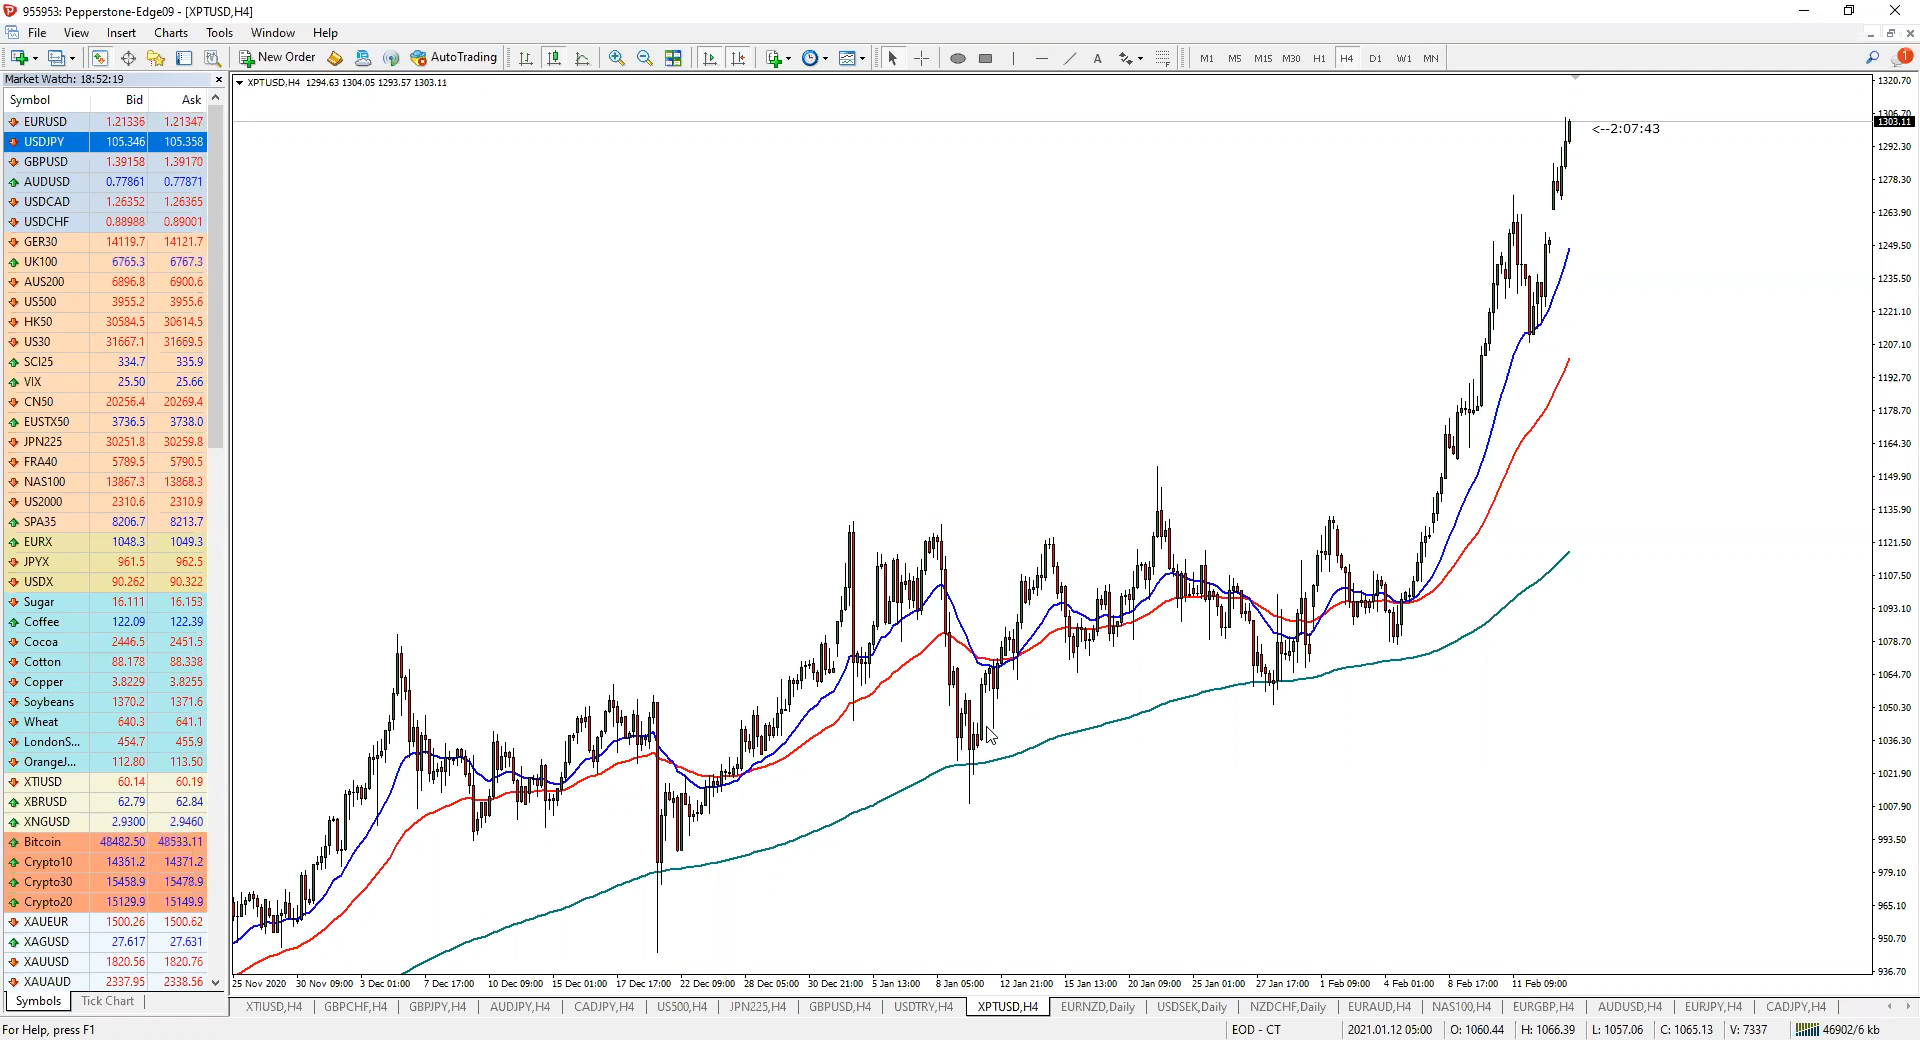 955953: Pepperstone-Edge09 - [XPTUSD,H4]
File View Insert Charts Tools Window Help
New Order AutoTrading A M1 M5 M15 M30 H1 H4 D1 W1 MN 1
Market Watch: 18:52:19
Symbol Bid Ask
EURUSD 1.21336 1.21347
USDJPY 105.346 105.358
GBPUSD 1.39158 1.39170
AUDUSD 0.77861 0.77871
USDCAD 1.26352 1.26365
USDCHF 0.88988 0.89001
GER30 14119.7 14121.7
UK100 6765.3 6767.3
AUS200 6896.8 6900.6
US500 3955.2 3955.6
HK50 30584.5 30614.5
US30 31667.1 31669.5
SCI25 334.7 335.9
VIX 25.50 25.66
CN50 20256.4 20269.4
EUSTX50 3736.5 3738.0
JPN225 30251.8 30259.8
FRA40 5789.5 5790.5
NAS100 13867.3 13868.3
US2000 2310.6 2310.9
SPA35 8206.7 8213.7
EURX 1048.3 1049.3
JPYX 961.5 962.5
USDX 90.262 90.322
Sugar 16.111 16.153
Coffee 122.09 122.39
Cocoa 2446.5 2451.5
Cotton 88.178 88.338
Copper 3.8229 3.8255
Soybeans 1370.2 1371.6
Wheat 640.3 641.1
LondonS... 454.7 455.9
OrangeJ... 112.80 113.50
XTIUSD 60.14 60.19
XBRUSD 62.79 62.84
XNGUSD 2.9300 2.9460
Bitcoin 48482.50 48533.11
Crypto10 14361.2 14371.2
Crypto30 15458.9 15478.9
Crypto20 15129.9 15149.9
XAUEUR 1500.26 1500.62
XAGUSD 27.617 27.631
XAUUSD 1820.56 1820.76
XAUAUD 2337.95 2338.56
Symbols Tick Chart
XPTUSD,H4 1294.63 1304.05 1293.57 1303.11
<--2:07:43
1320.70
1306.70
1303.11
1292.30
1278.30
1263.90
1249.50
1235.50
1221.10
1207.10
1192.70
1178.70
1164.30
1149.90
1135.90
1121.50
1107.50
1093.10
1078.70
1064.70
1050.30
1036.30
1021.90
1007.90
993.50
979.10
965.10
950.70
936.70
25 Nov 2020 30 Nov 09:00 3 Dec 01:00 7 Dec 17:00 10 Dec 09:00 15 Dec 01:00 17 Dec 17:00 22 Dec 09:00 28 Dec 05:00 30 Dec 21:00 5 Jan 13:00 8 Jan 05:00 12 Jan 21:00 15 Jan 13:00 20 Jan 09:00 25 Jan 01:00 27 Jan 17:00 1 Feb 09:00 4 Feb 01:00 8 Feb 17:00 11 Feb 09:00
XTIUSD,H4 GBPCHF,H4 GBPJPY,H4 AUDJPY,H4 CADJPY,H4 US500,H4 JPN225,H4 GBPUSD,H4 USDTRY,H4 XPTUSD,H4 EURNZD,Daily USDSEK,Daily NZDCHF,Daily EURAUD,H4 NAS100,H4 EURGBP,H4 AUDUSD,H4 EURJPY,H4 CADJPY,H4
For Help, press F1 EOD - CT 2021.01.12 05:00 O: 1060.44 H: 1066.39 L: 1057.06 C: 1065.13 V: 7337 46902/6 kb